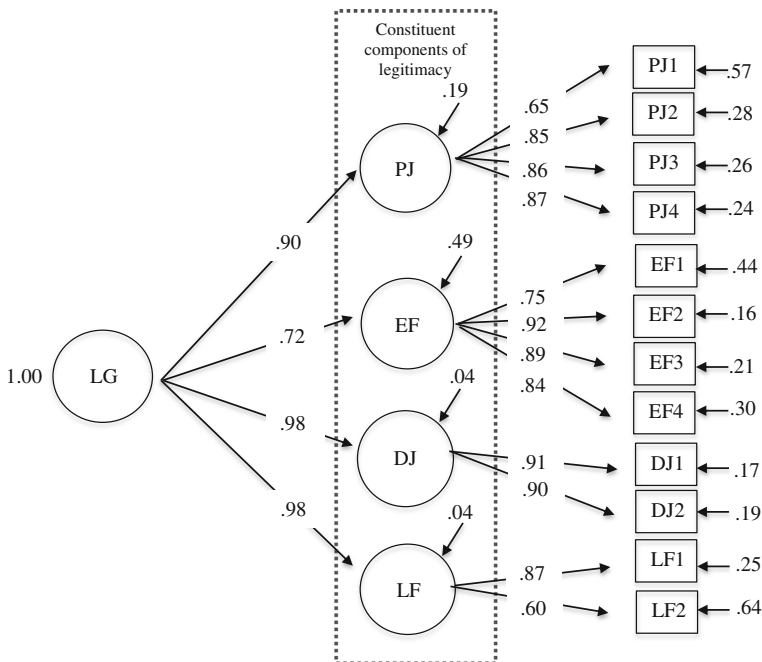 Constituent
components of
legitimacy
.19
PJ
.65
.85
.86
.87
PJ1
.57
PJ2
.28
PJ3
.26
PJ4
.24
.90
.49
EF
.75
.92
.89
.84
EF1
.44
EF2
.16
EF3
.21
EF4
.30
.72
1.00
LG
.04
DJ
.91
.90
DJ1
.17
DJ2
.19
.98
.98
.04
LF
.87
.60
LF1
.25
LF2
.64